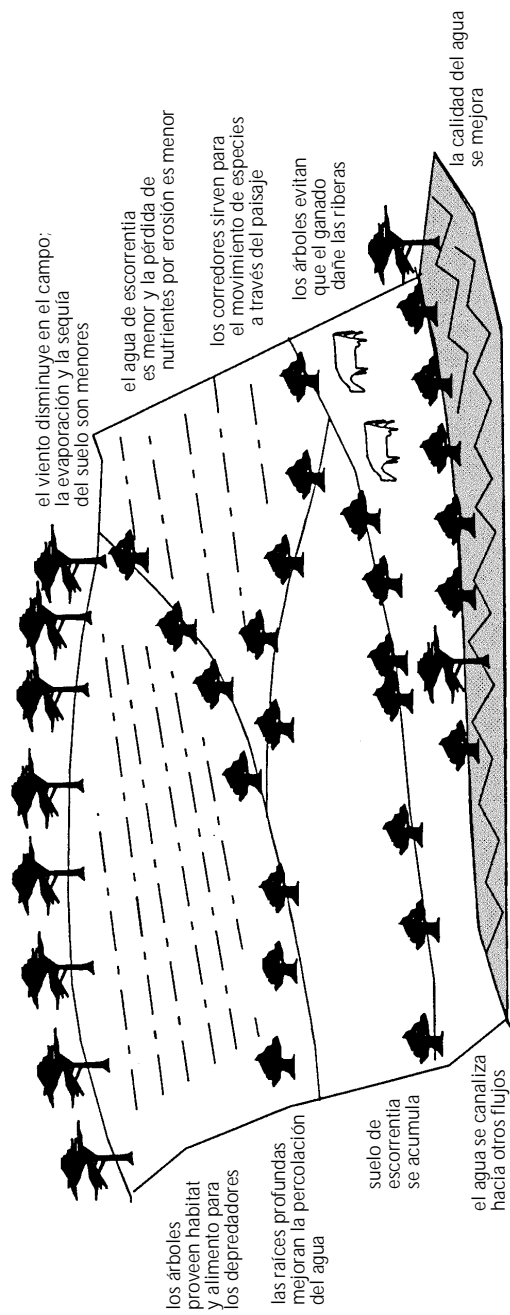 el viento disminuye en el campo;
la evaporación y la sequía
del suelo son menores
el agua de escorrentia
es menor y la pérdida de
nutrientes por erosión es menor
los corredores sirven para
el movimiento de especies
a través del paisaje
los árboles evitan
que el ganado
dañe las riberas
la calidad del agua
se mejora
los árboles
proveen habitat
y alimento para
los depredadores
las raíces profundas
mejoran la percolación
del agua
suelo de
escorrentia
se acumula
el agua se canaliza
hacia otros flujos